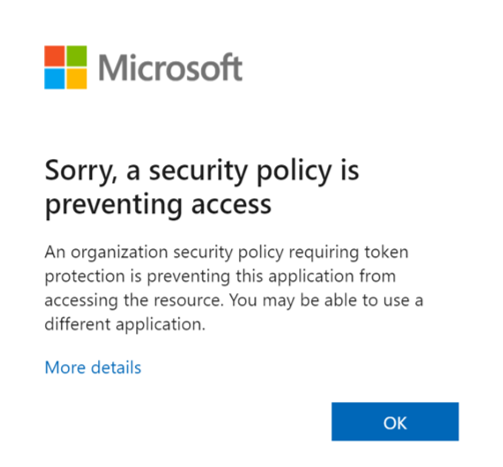 Microsoft
Sorry, a security policy is
preventing access
An organization security policy requiring token
protection is preventing this application from
accessing the resource. You may be able to use a
different application.
More details
OK